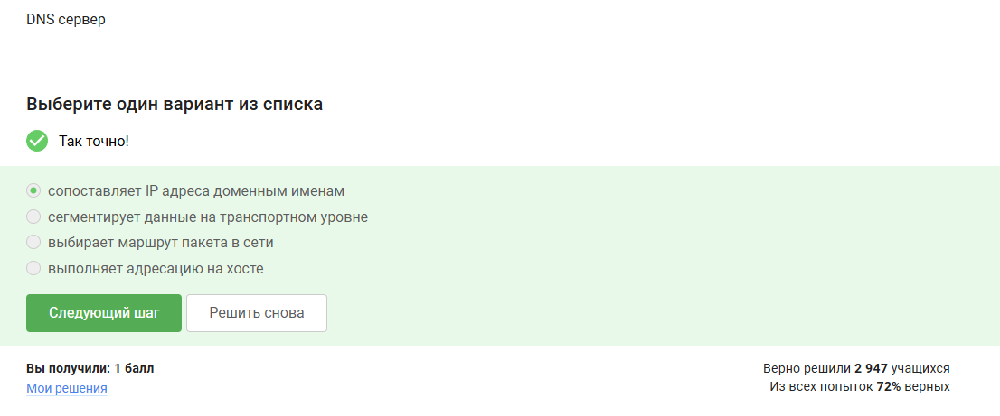 DNS сервер
Выберите один вариант из списка
Так точно!
сопоставляет IP адреса доменным именам
сегментирует данные на транспортном уровне
выбирает маршрут пакета в сети
выполняет адресацию на хосте
Следующий шаг
Решить снова
Вы получили: 1 балл
Мои решения
Верно решили 2 947 учащихся
Из всех попыток 72% верных